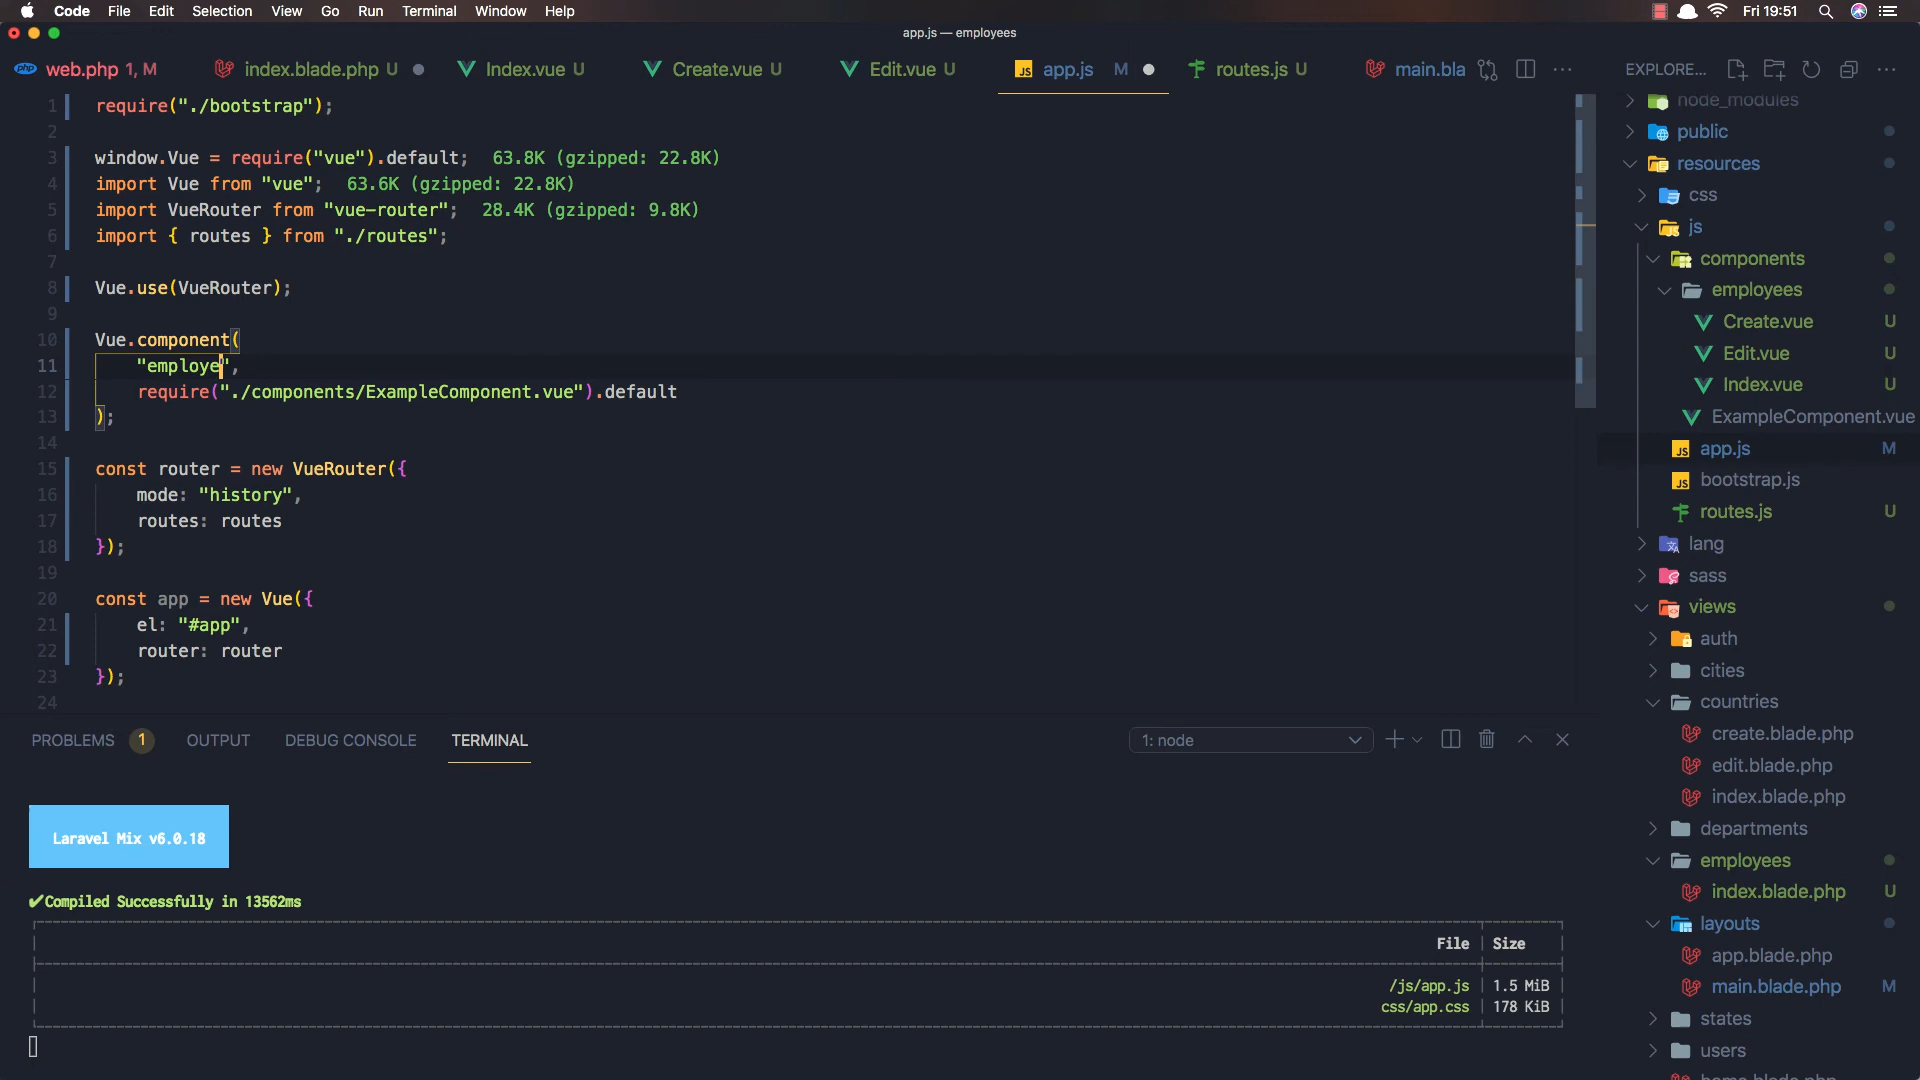 Code File Edit Selection View Go Run Terminal Window Help
Fri 19:51
app.js — employees
php web.php 1, M
index.blade.php U
Index.vue U
Create.vue U
Edit.vue U
JS app.js M
routes.js U
main.bla
EXPLORE...
1 require("./bootstrap");
2
3 window.Vue = require("vue").default; 63.8K (gzipped: 22.8K)
4 import Vue from "vue"; 63.6K (gzipped: 22.8K)
5 import VueRouter from "vue-router"; 28.4K (gzipped: 9.8K)
6 import { routes } from "./routes";
7
8 Vue.use(VueRouter);
9
10 Vue.component(
11 "employe",
12 require("./components/ExampleComponent.vue").default
13 );
14
15 const router = new VueRouter({
16 mode: "history",
17 routes: routes
18 });
19
20 const app = new Vue({
21 el: "#app",
22 router: router
23 });
24
node_modules
public
resources
css
js
components
employees
Create.vue U
Edit.vue U
Index.vue U
ExampleComponent.vue
JS app.js M
JS bootstrap.js
routes.js U
lang
sass
views
auth
cities
countries
create.blade.php
edit.blade.php
index.blade.php
departments
employees
index.blade.php U
layouts
app.blade.php
main.blade.php M
states
users
home.blade.php
PROBLEMS 1 OUTPUT DEBUG CONSOLE TERMINAL
1: node
Laravel Mix v6.0.18
✔Compiled Successfully in 13562ms
File Size
/js/app.js 1.5 MiB
css/app.css 178 KiB